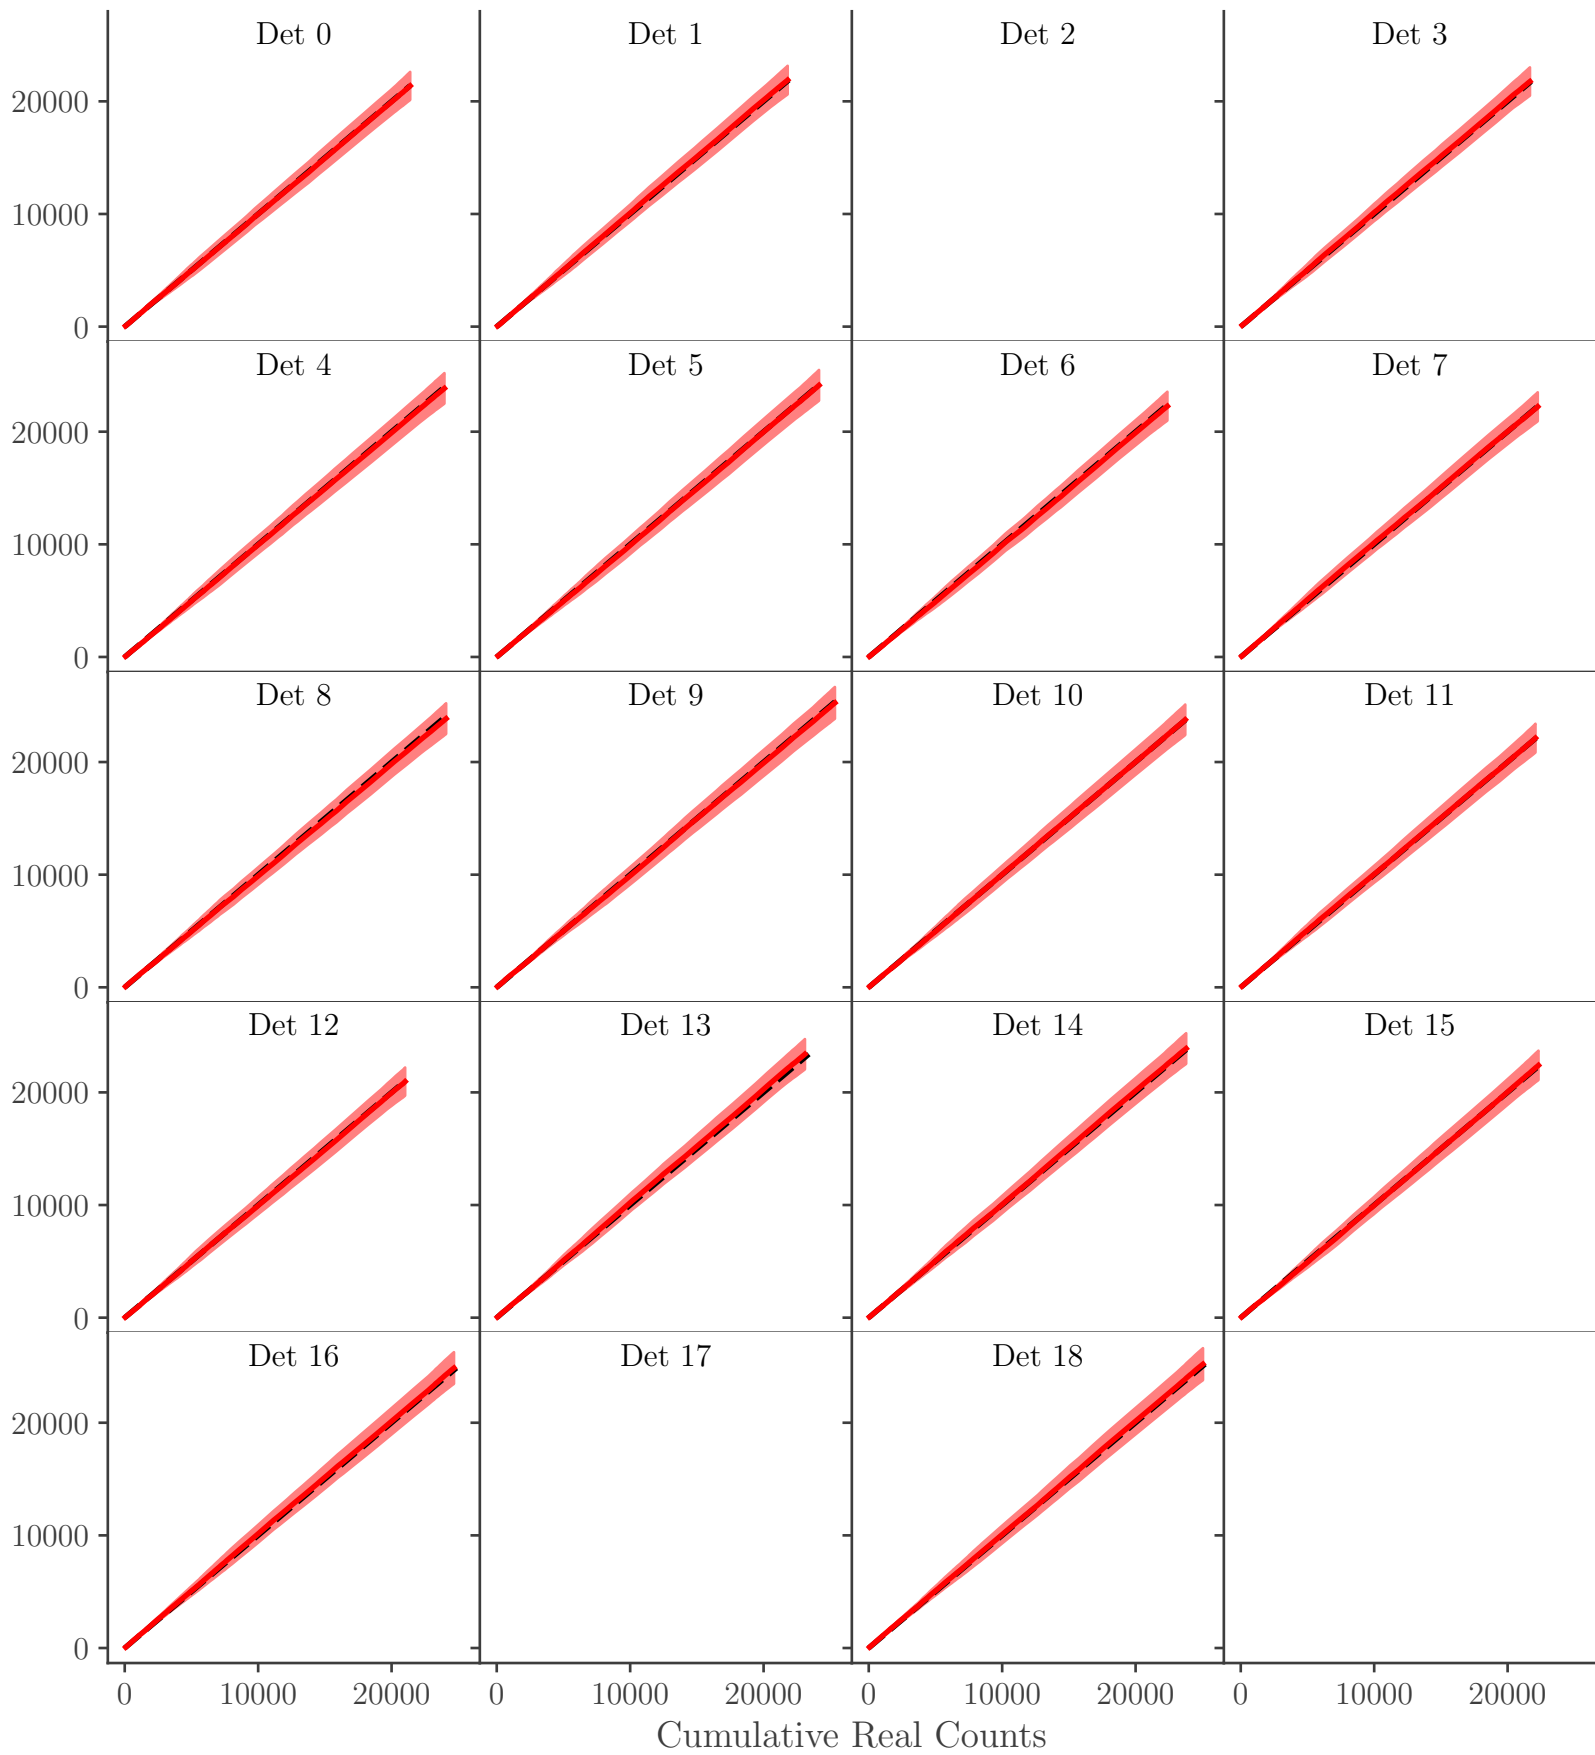 Det 0 Det 1 Det 2 Det 3
20000
10000
0
Det 4 Det 5 Det 6 Det 7
20000
10000
0
Det 8 Det 9 Det 10 Det 11
20000
10000
0
Det 12 Det 13 Det 14 Det 15
20000
10000
0
Det 16 Det 17 Det 18
20000
10000
0
0 10000 20000 0 10000 20000 0 10000 20000 0 10000 20000
Cumulative Real Counts